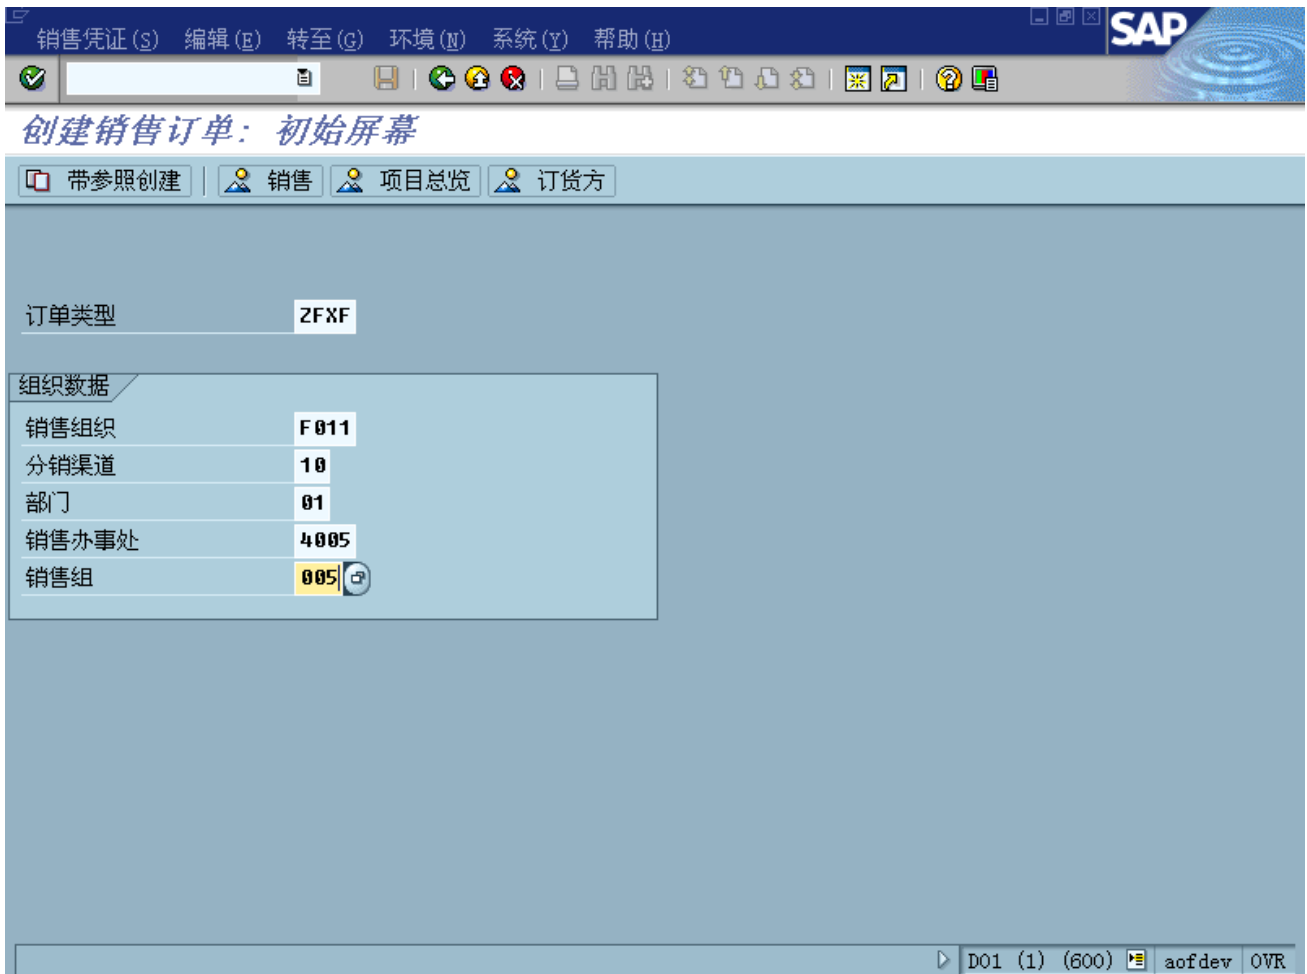 销售凭证(S) 编辑(E) 转至(G) 环境(N) 系统(Y) 帮助(H)
SAP
创建销售订单: 初始屏幕
带参照创建 销售 项目总览 订货方
订单类型 ZFXF
组织数据
销售组织 F011
分销渠道 10
部门 01
销售办事处 4005
销售组 005
D01 (1) (600) aofdev OVR